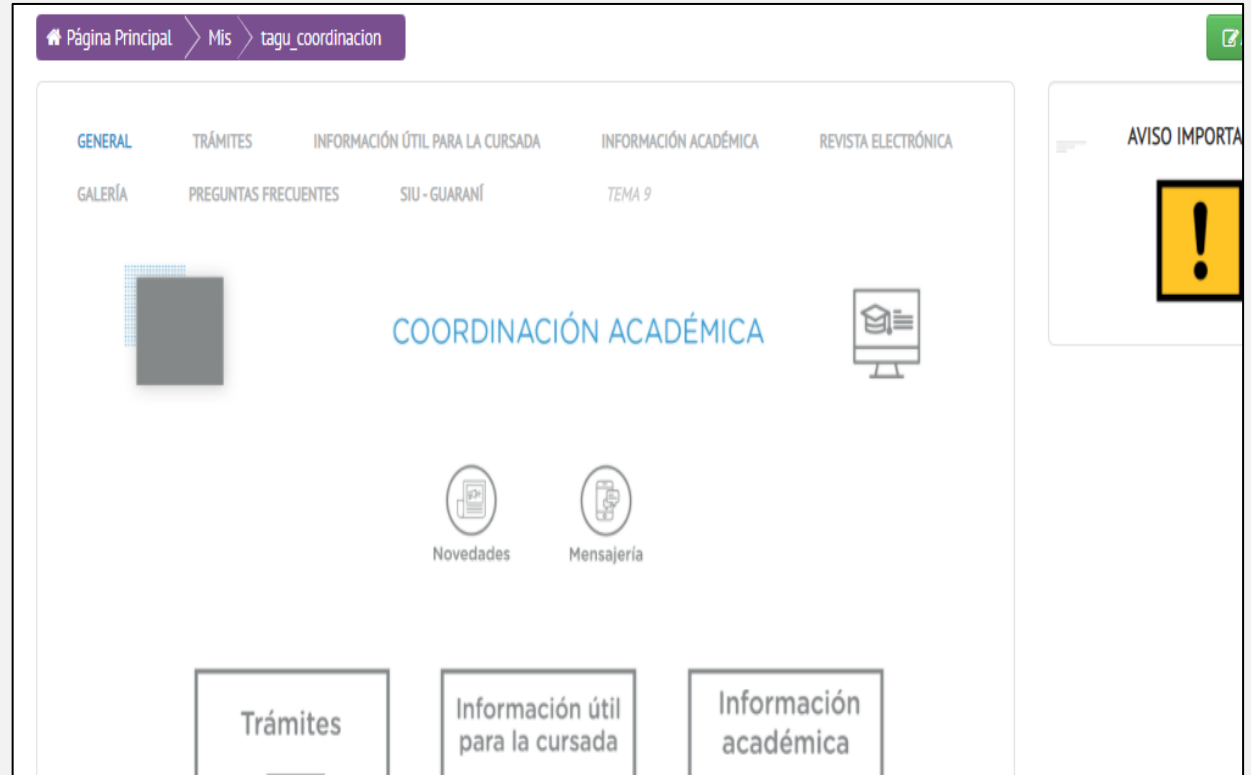 Página Principal Mis tagu_coordinacion
GENERAL TRÁMITES INFORMACIÓN ÚTIL PARA LA CURSADA INFORMACIÓN ACADÉMICA REVISTA ELECTRÓNICA
GALERÍA PREGUNTAS FRECUENTES SIU - GUARANÍ TEMA 9
COORDINACIÓN ACADÉMICA
Novedades Mensajería
Trámites
Información útil
para la cursada
Información
académica
AVISO IMPORTA
!